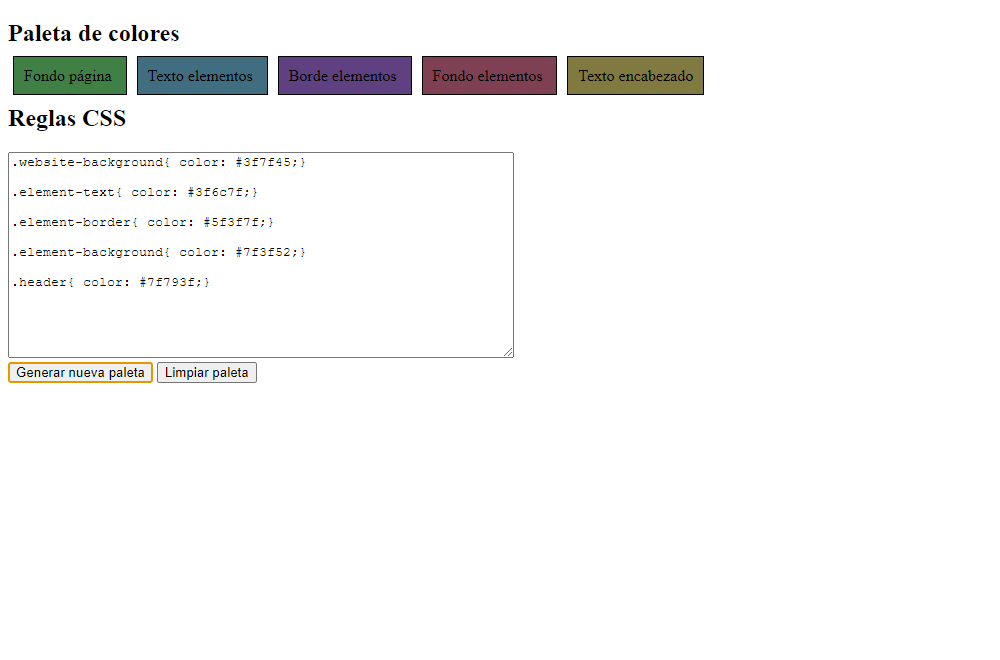 Paleta de colores
Fondo página Texto elementos Borde elementos Fondo elementos Texto encabezado
Reglas CSS
.website-background{ color: #3f7f45;}
.element-text{ color: #3f6c7f;}
.element-border{ color: #5f3f7f;}
.element-background{ color: #7f3f52;}
.header{ color: #7f793f;}
Generar nueva paleta Limpiar paleta